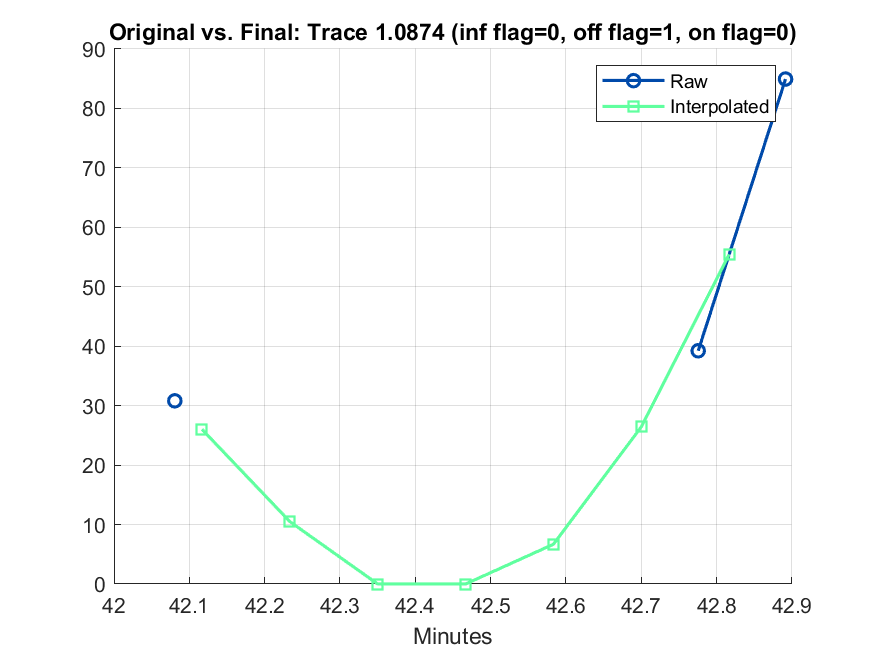 Original vs. Final: Trace 1.0874 (inf flag=0, off flag=1, on flag=0)
90
80
70
60
50
40
30
20
10
0
Raw
Interpolated
42 42.1 42.2 42.3 42.4 42.5 42.6 42.7 42.8 42.9
Minutes